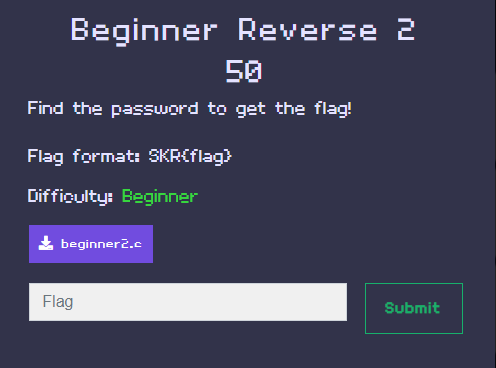 Beginner Reverse 2
50
Find the password to get the flag!
Flag format: SKR{flag}
Difficulty: Beginner
beginner2.c
Flag
Submit